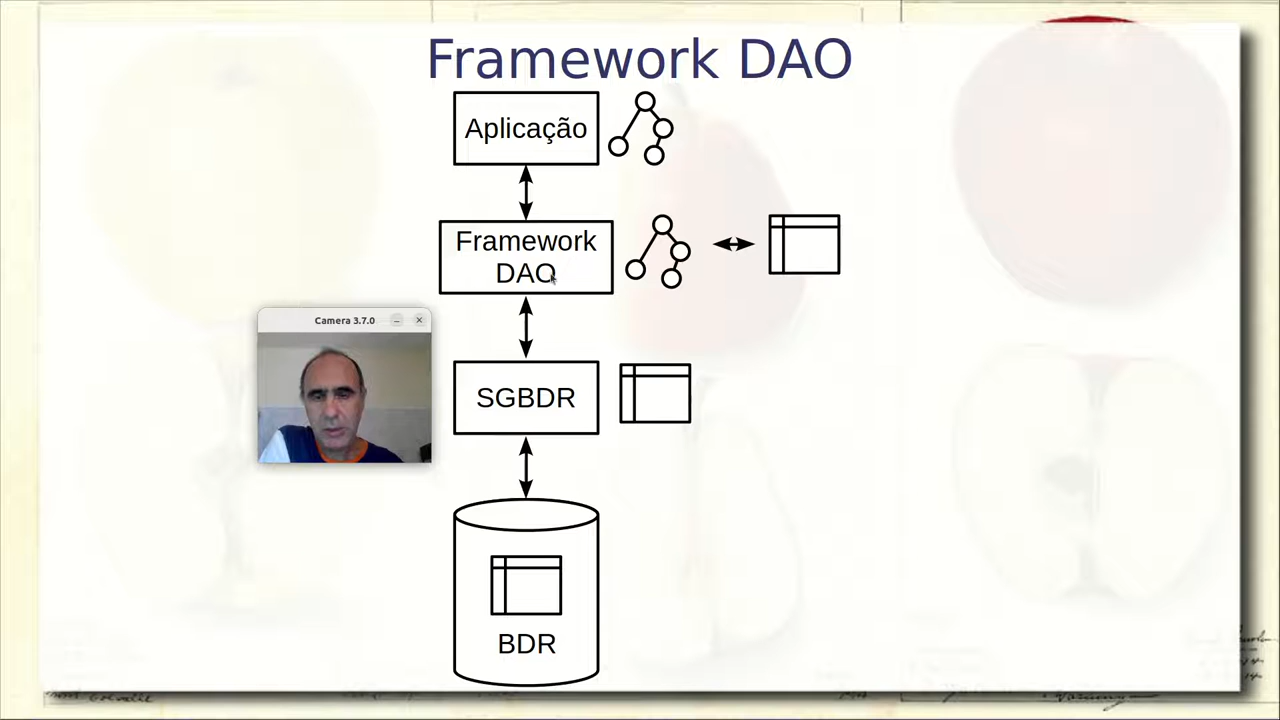 Framework DAO
Aplicação
Framework
DAO
Camera 3.7.0
SGBDR
BDR